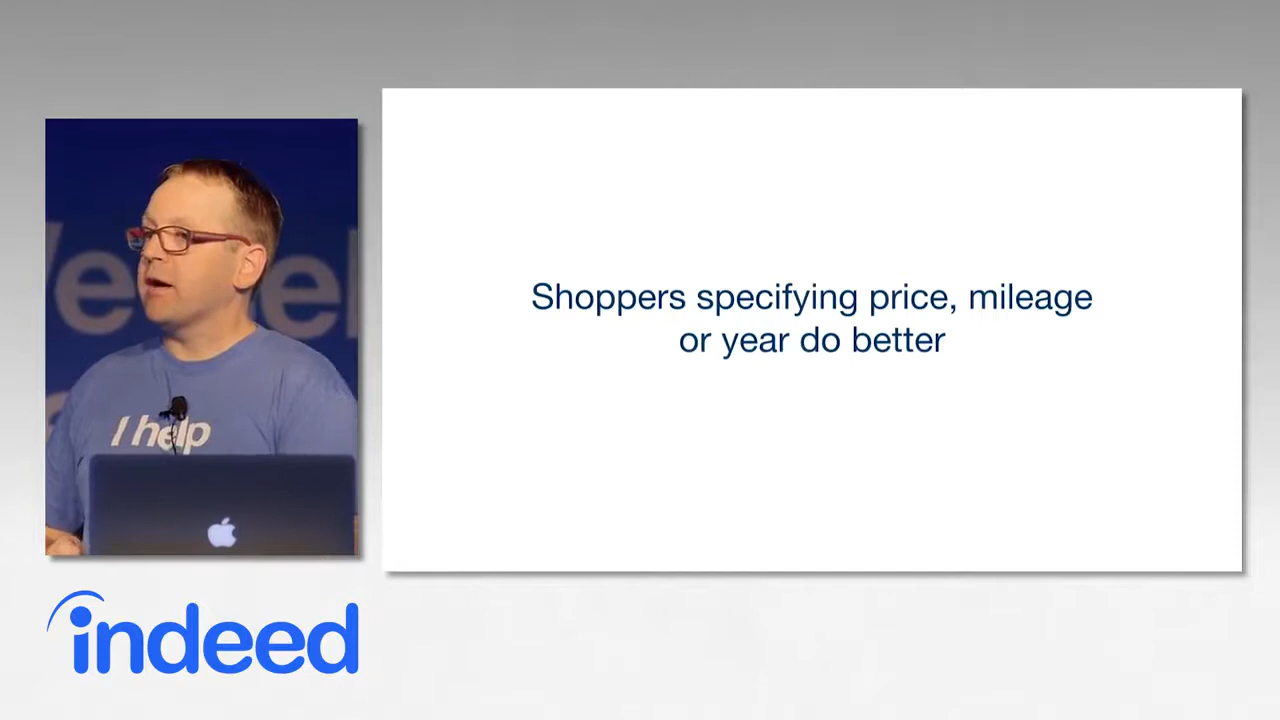 I help
Shoppers specifying price, mileage
or year do better
indeed